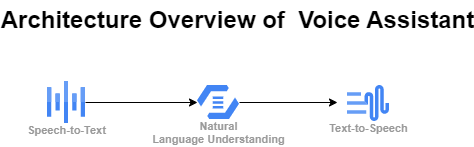 Architecture Overview of  Voice Assistant
Speech-to-Text
Natural
Language Understanding
Text-to-Speech